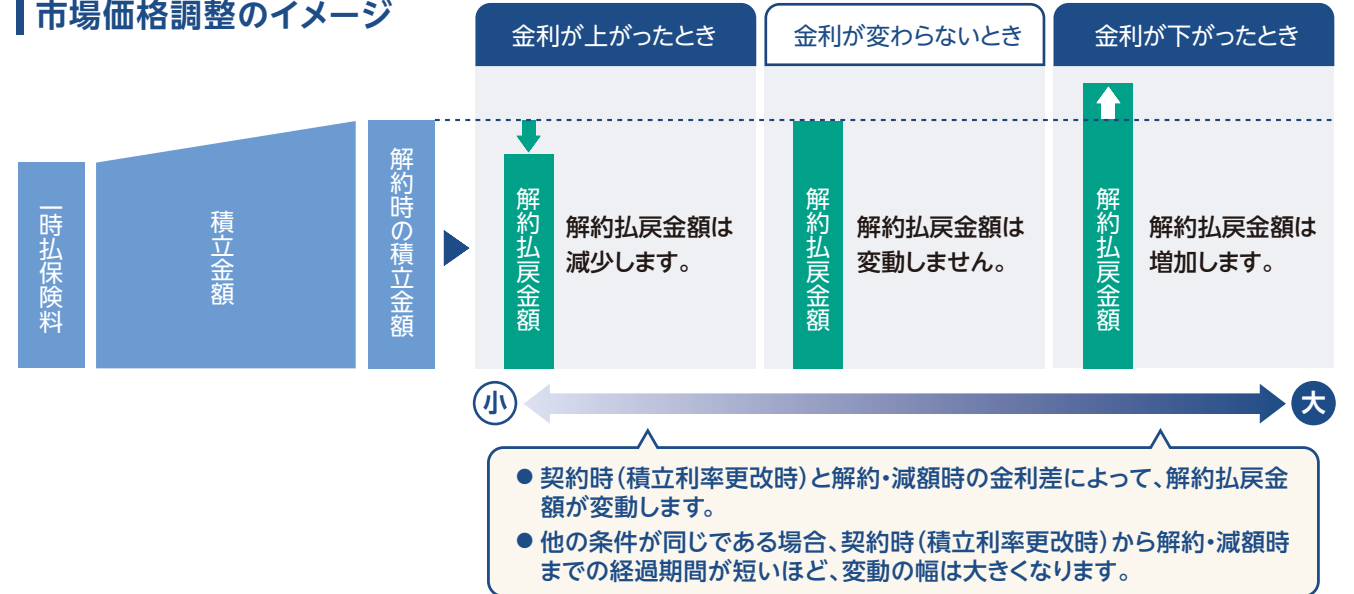 市場価格調整のイメージ
金利が上がったとき
金利が変わらないとき
金利が下がったとき
一時払保険料
積立金額
解約時の積立金額
解約払戻金額
解約払戻金額は
減少します。
解約払戻金額
解約払戻金額は
変動しません。
解約払戻金額
解約払戻金額は
増加します。
小
大
● 契約時(積立利率更改時)と解約・減額時の金利差によって、解約払戻金
額が変動します。
● 他の条件が同じである場合、契約時(積立利率更改時)から解約・減額時
までの経過期間が短いほど、変動の幅は大きくなります。